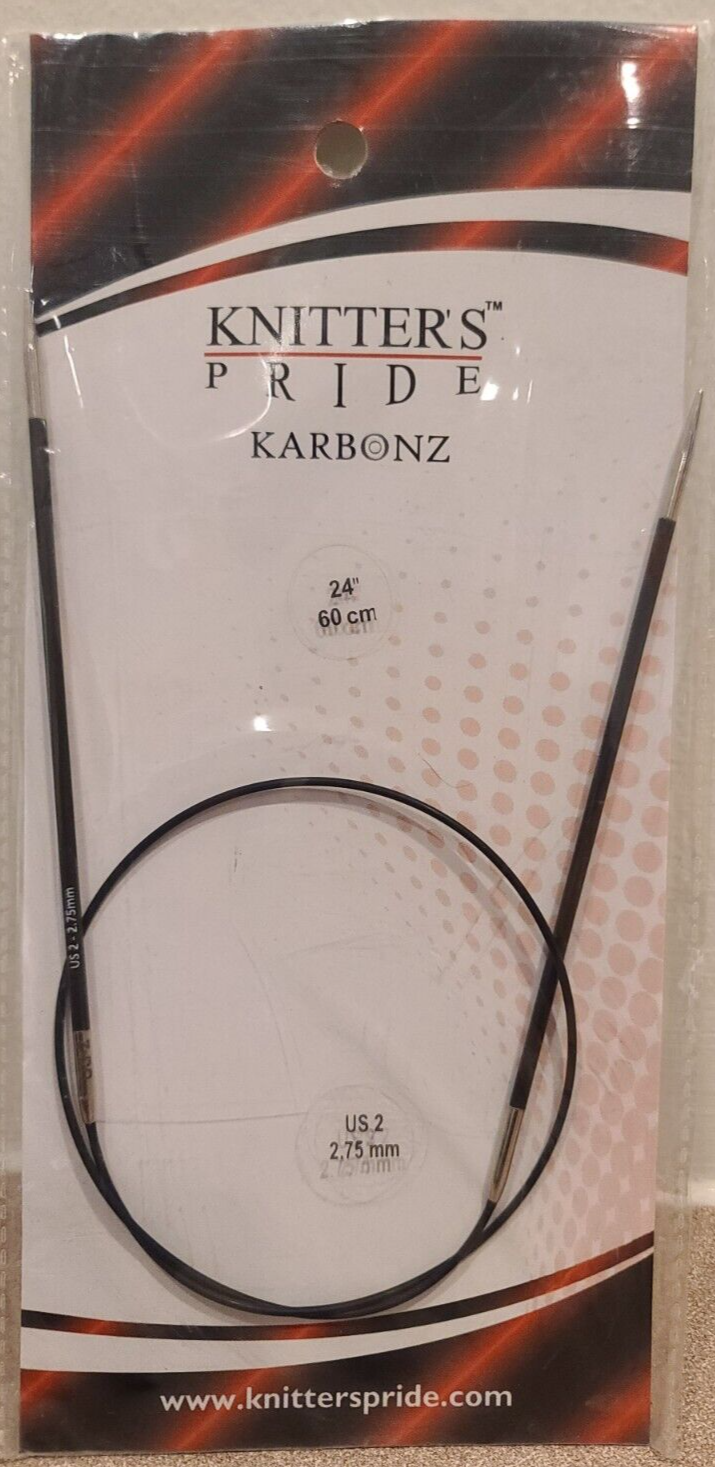 KNITTER'S™
PRIDE
KARBONZ
24"
60 cm
US 2 - 2.75mm
US 2
2,75 mm
www.knitterspride.com